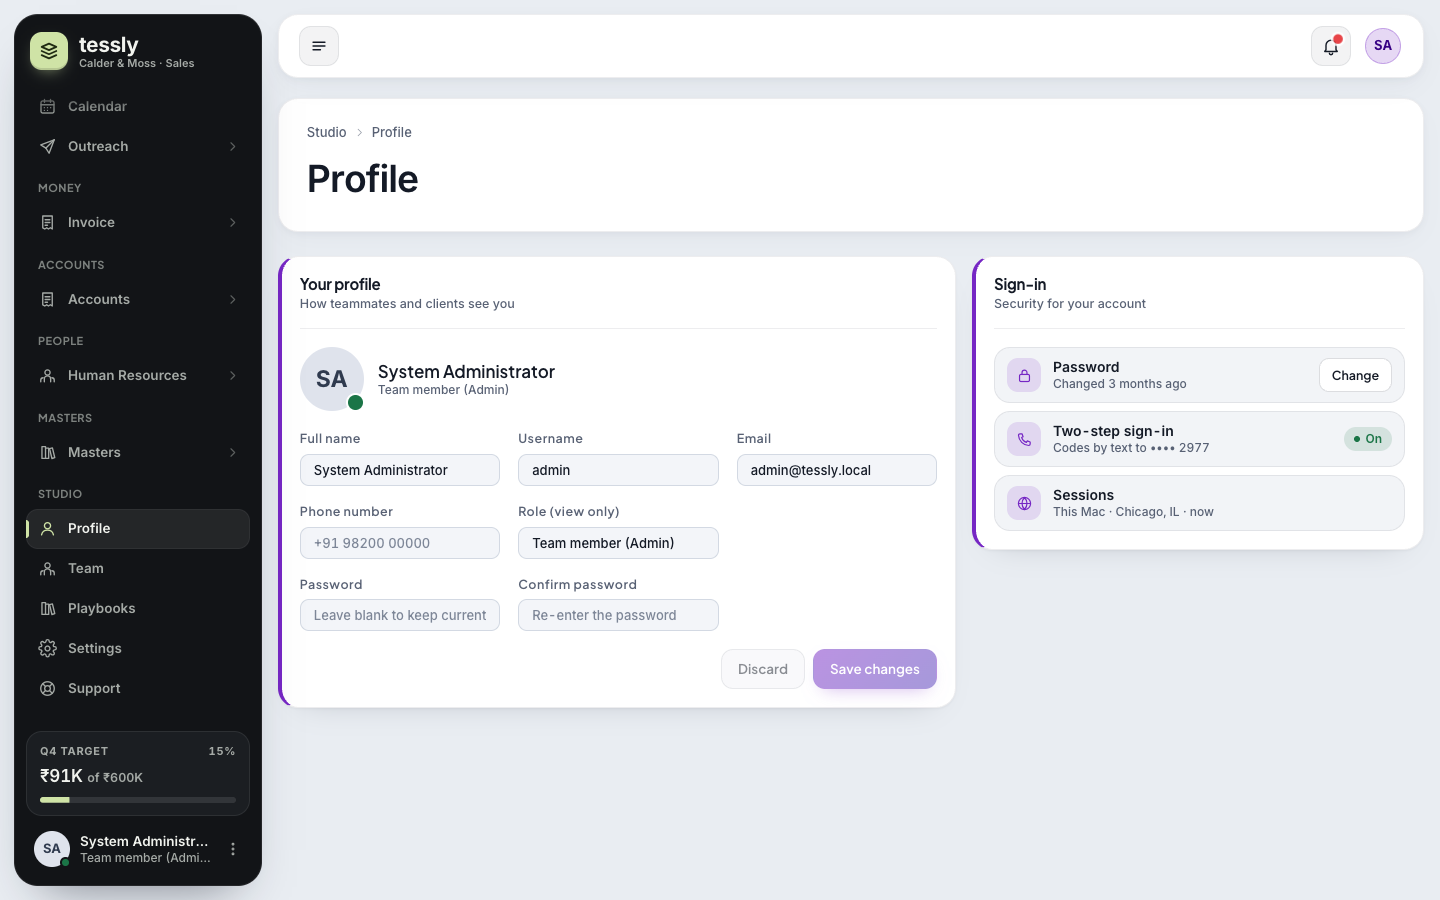 tessly
Calder & Moss · Sales
Calendar
Outreach
MONEY
Invoice
ACCOUNTS
Accounts
PEOPLE
Human Resources
MASTERS
Masters
STUDIO
Profile
Team
Playbooks
Settings
Support
Q4 TARGET 15%
₹91K of ₹600K
SA
System Administr...
Team member (Admi...
SA
Studio > Profile
Profile
Your profile
How teammates and clients see you
SA
System Administrator
Team member (Admin)
Full name Username Email
System Administrator admin admin@tessly.local
Phone number Role (view only)
+91 98200 00000 Team member (Admin)
Password Confirm password
Leave blank to keep current Re-enter the password
Discard Save changes
Sign-in
Security for your account
Password
Changed 3 months ago
Change
Two-step sign-in
Codes by text to •••• 2977
On
Sessions
This Mac · Chicago, IL · now